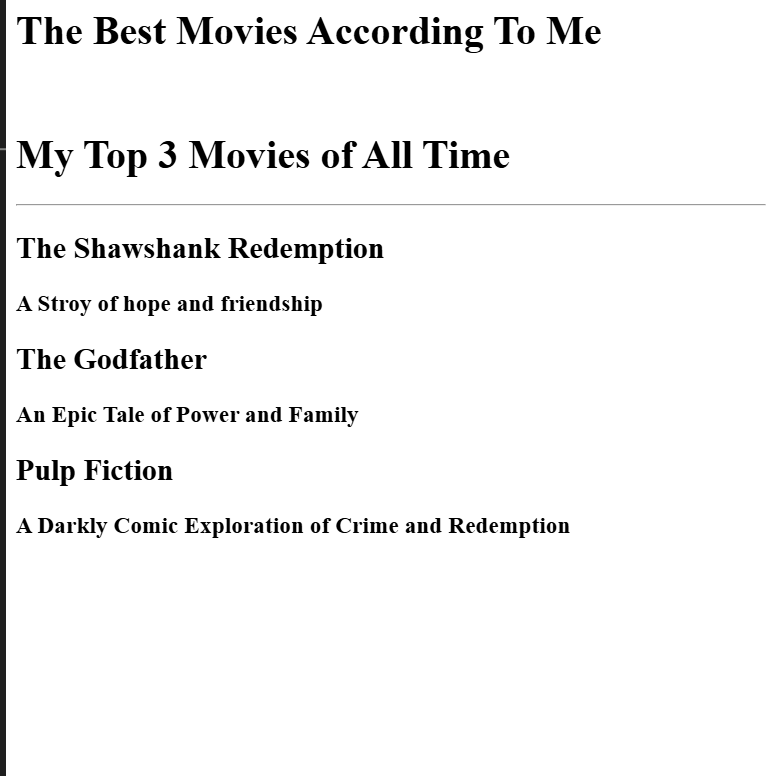 The Best Movies According To Me
My Top 3 Movies of All Time
The Shawshank Redemption
A Stroy of hope and friendship
The Godfather
An Epic Tale of Power and Family
Pulp Fiction
A Darkly Comic Exploration of Crime and Redemption